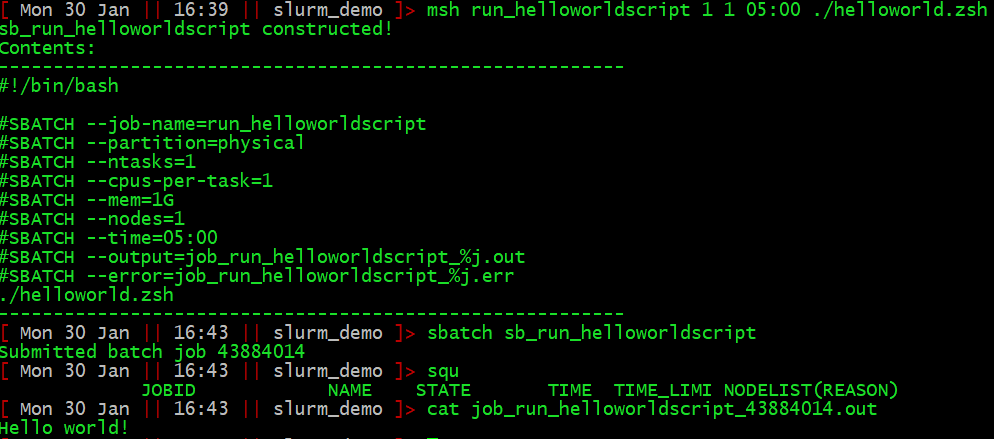 [ Mon 30 Jan || 16:39 || slurm_demo ]> msh run_helloworldscript 1 1 05:00 ./helloworld.zsh
sb_run_helloworldscript constructed!
Contents:
------------------------------------------------------------
#!/bin/bash
#SBATCH --job-name=run_helloworldscript
#SBATCH --partition=physical
#SBATCH --ntasks=1
#SBATCH --cpus-per-task=1
#SBATCH --mem=1G
#SBATCH --nodes=1
#SBATCH --time=05:00
#SBATCH --output=job_run_helloworldscript_%j.out
#SBATCH --error=job_run_helloworldscript_%j.err
./helloworld.zsh
------------------------------------------------------------
[ Mon 30 Jan || 16:43 || slurm_demo ]> sbatch sb_run_helloworldscript
Submitted batch job 43884014
[ Mon 30 Jan || 16:43 || slurm_demo ]> squ
JOBID NAME STATE TIME TIME_LIMI NODELIST(REASON)
[ Mon 30 Jan || 16:43 || slurm_demo ]> cat job_run_helloworldscript_43884014.out
Hello world!